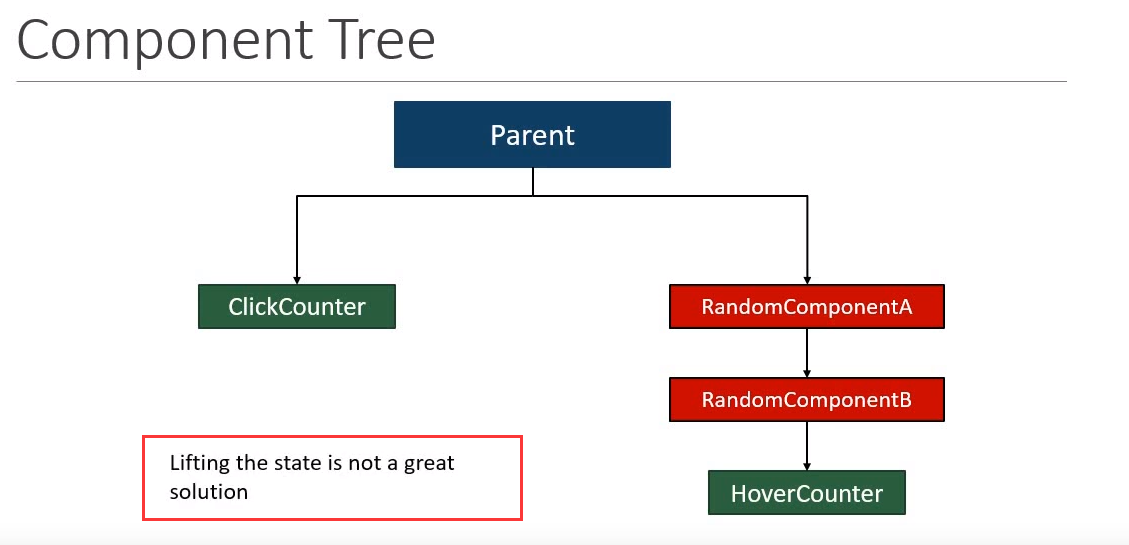 Component Tree
Parent
ClickCounter
RandomComponentA
RandomComponentB
Lifting the state is not a great
solution
HoverCounter